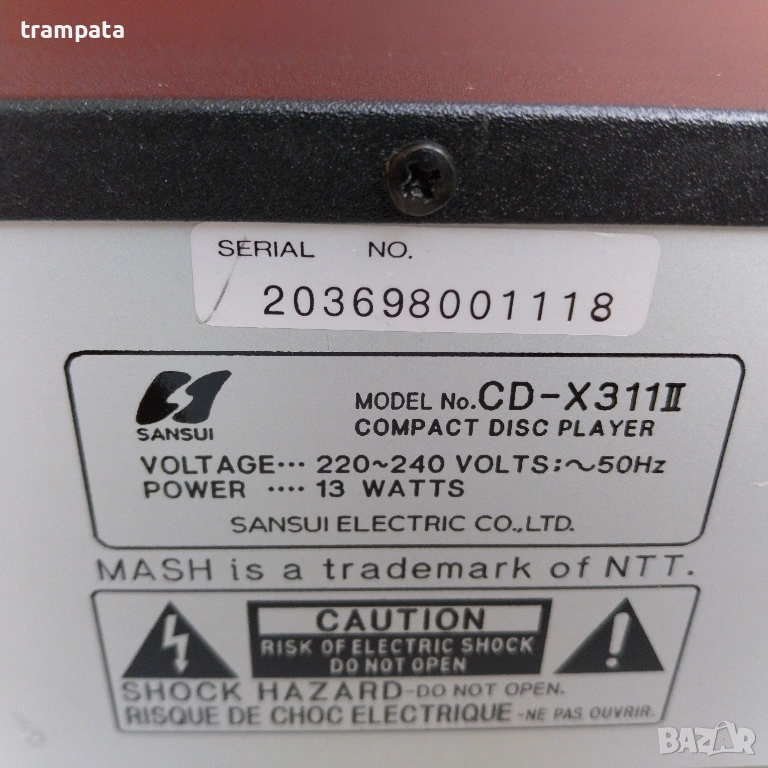 trampata
SERIAL NO.
203698001118
SANSUI
MODEL No. CD-X311II
COMPACT DISC PLAYER
VOLTAGE··· 220~240 VOLTS:~50Hz
POWER ···· 13 WATTS
SANSUI ELECTRIC CO.,LTD.
MASH is a trademark of NTT.
CAUTION
RISK OF ELECTRIC SHOCK
DO NOT OPEN
SHOCK HAZARD-DO NOT OPEN.
RISQUE DE CHOC ELECTRIQUE-NE PAS OUVRIR.
BAZAR